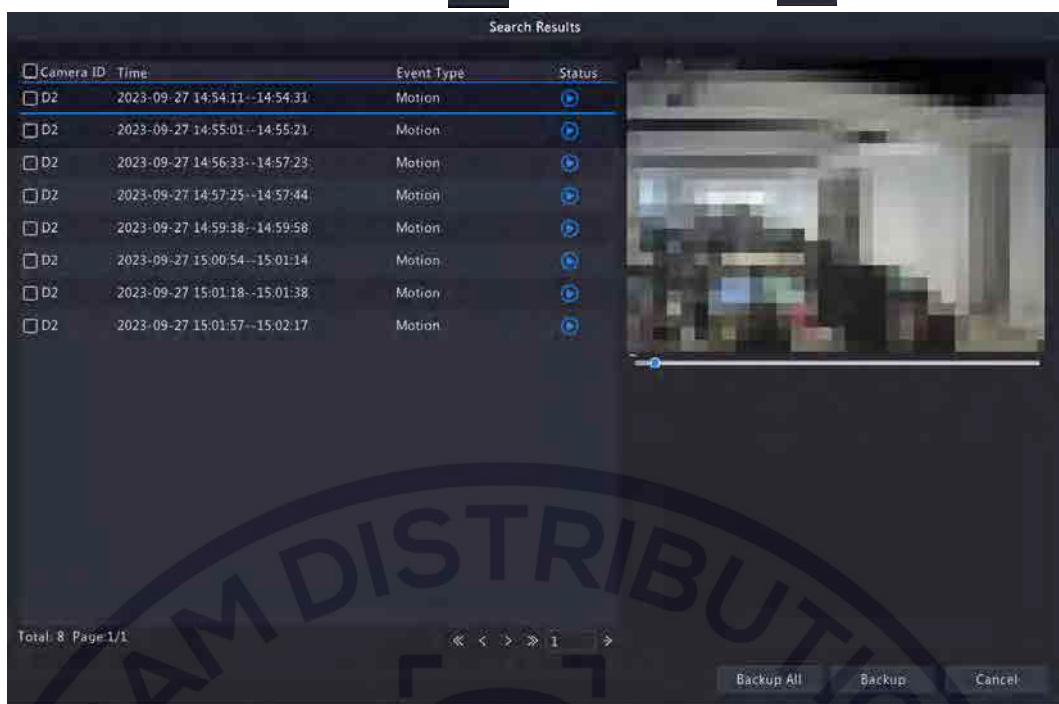 Search Results
Camera ID Time Event Type Status
D2 2023-09-27 14:54:11--14:54:31 Motion
D2 2023-09-27 14:55:01--14:55:21 Motion
D2 2023-09-27 14:56:33--14:57:23 Motion
D2 2023-09-27 14:57:25--14:57:44 Motion
D2 2023-09-27 14:59:38--14:59:58 Motion
D2 2023-09-27 15:00:54--15:01:14 Motion
D2 2023-09-27 15:01:18--15:01:38 Motion
D2 2023-09-27 15:01:57--15:02:17 Motion
AM DISTRIBUTIO
Total: 8 Page:1/1 « < > » 1
Backup All Backup Cancel